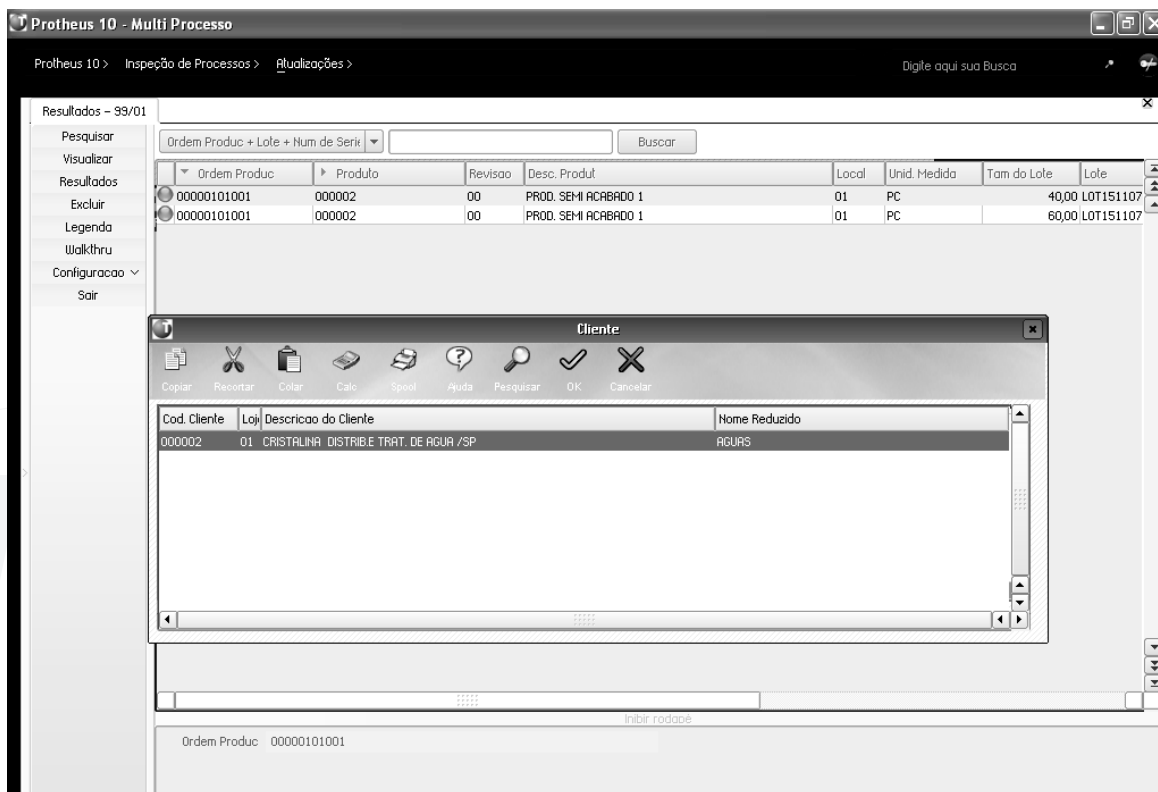 Protheus 10 - Multi Processo
Protheus 10 > Inspeção de Processos > Atualizações >
Digite aqui sua Busca
Resultados – 99/01
Pesquisar
Visualizar
Resultados
Excluir
Legenda
Walkthru
Configuracao
Sair
Ordem Produc + Lote + Num de Serie
Buscar
Ordem Produc Produto Revisao Desc. Produt Local Unid. Medida Tam do Lote Lote
00000101001 000002 00 PROD. SEMI ACABADO 1 01 PC 40,00 LOT151107
00000101001 000002 00 PROD. SEMI ACABADO 1 01 PC 60,00 LOT151107
Cliente
Copiar Recortar Colar Calc Spool Ajuda Pesquisar OK Cancelar
Cod. Cliente Loj Descricao do Cliente Nome Reduzido
000002 01 CRISTALINA DISTRIB.E TRAT. DE AGUA /SP AGUAS
Inibir rodapé
Ordem Produc 00000101001